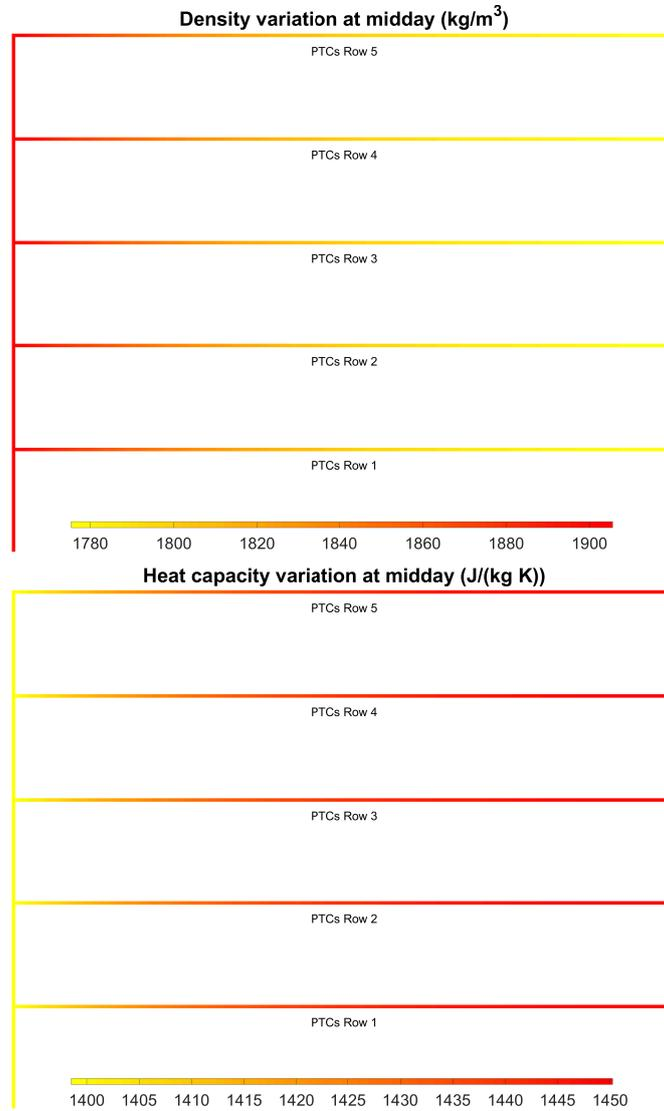 Density variation at midday (kg/m³)
PTCs Row 5
PTCs Row 4
PTCs Row 3
PTCs Row 2
PTCs Row 1
1780 1800 1820 1840 1860 1880 1900
Heat capacity variation at midday (J/(kg K))
PTCs Row 5
PTCs Row 4
PTCs Row 3
PTCs Row 2
PTCs Row 1
1400 1405 1410 1415 1420 1425 1430 1435 1440 1445 1450